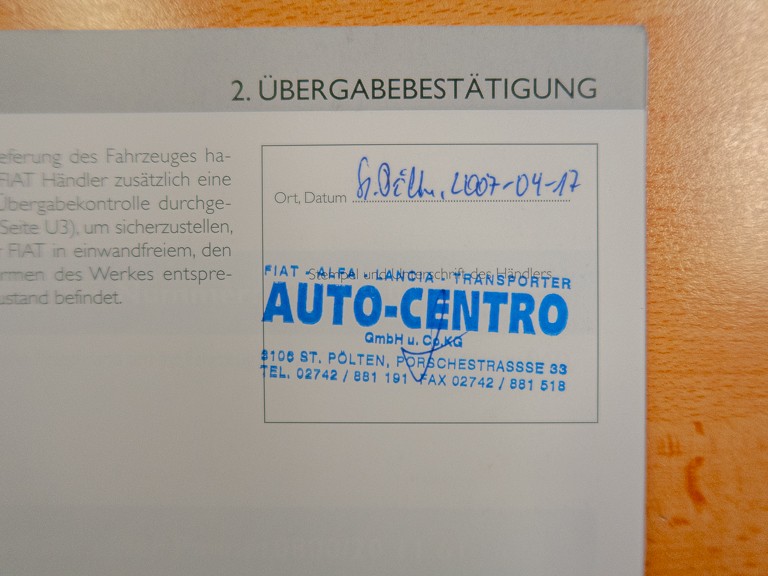 2. ÜBERGABEBESTÄTIGUNG
eferung des Fahrzeuges ha-
FIAT Händler zusätzlich eine
Übergabekontrolle durchge-
Seite U3), um sicherzustellen,
FIAT in einwandfreiem, den
ormen des Werkes entspre-
ustand befindet.
Ort, Datum St. Pölten, 2007-04-17
Stempel und Unterschrift des Händlers
FIAT - ALFA - LANCIA - TRANSPORTER
AUTO-CENTRO
GmbH u. Co.KG
3106 ST. PÖLTEN, PORSCHESTRASSSE 33
TEL. 02742 / 881 191 FAX 02742 / 881 518